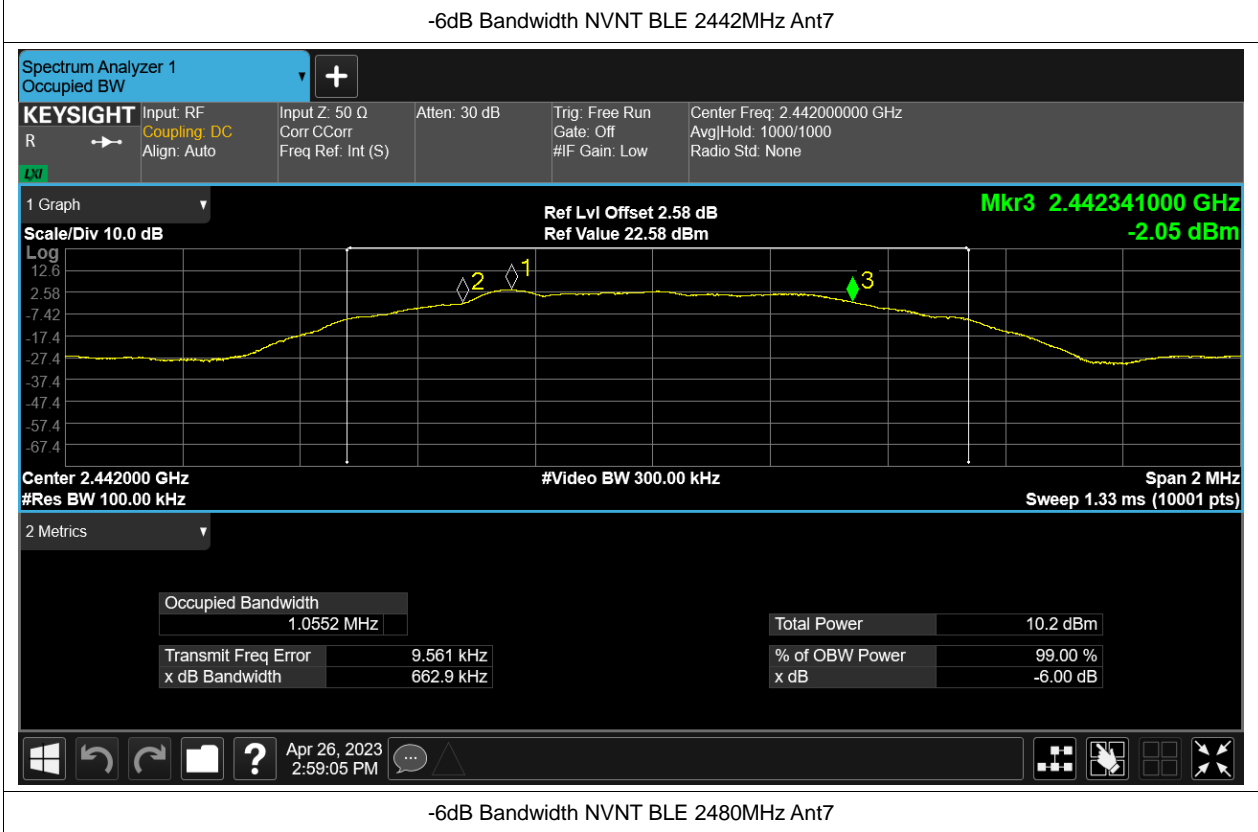 -6dB Bandwidth NVNT BLE 2442MHz Ant7
Spectrum Analyzer 1
Occupied BW
KEYSIGHT
R
LXI
Input: RF
Coupling: DC
Align: Auto
Input Z: 50 Ω
Corr CCorr
Freq Ref: Int (S)
Atten: 30 dB
Trig: Free Run
Gate: Off
#IF Gain: Low
Center Freq: 2.442000000 GHz
Avg|Hold: 1000/1000
Radio Std: None
1 Graph
Scale/Div 10.0 dB
Ref Lvl Offset 2.58 dB
Ref Value 22.58 dBm
Mkr3 2.442341000 GHz
-2.05 dBm
Log
12.6
2.58
-7.42
-17.4
-27.4
-37.4
-47.4
-57.4
-67.4
2
1
3
Center 2.442000 GHz
#Res BW 100.00 kHz
#Video BW 300.00 kHz
Span 2 MHz
Sweep 1.33 ms (10001 pts)
2 Metrics
Occupied Bandwidth
1.0552 MHz
Transmit Freq Error 9.561 kHz
x dB Bandwidth 662.9 kHz
Total Power 10.2 dBm
% of OBW Power 99.00 %
x dB -6.00 dB
?
Apr 26, 2023
2:59:05 PM
-6dB Bandwidth NVNT BLE 2480MHz Ant7